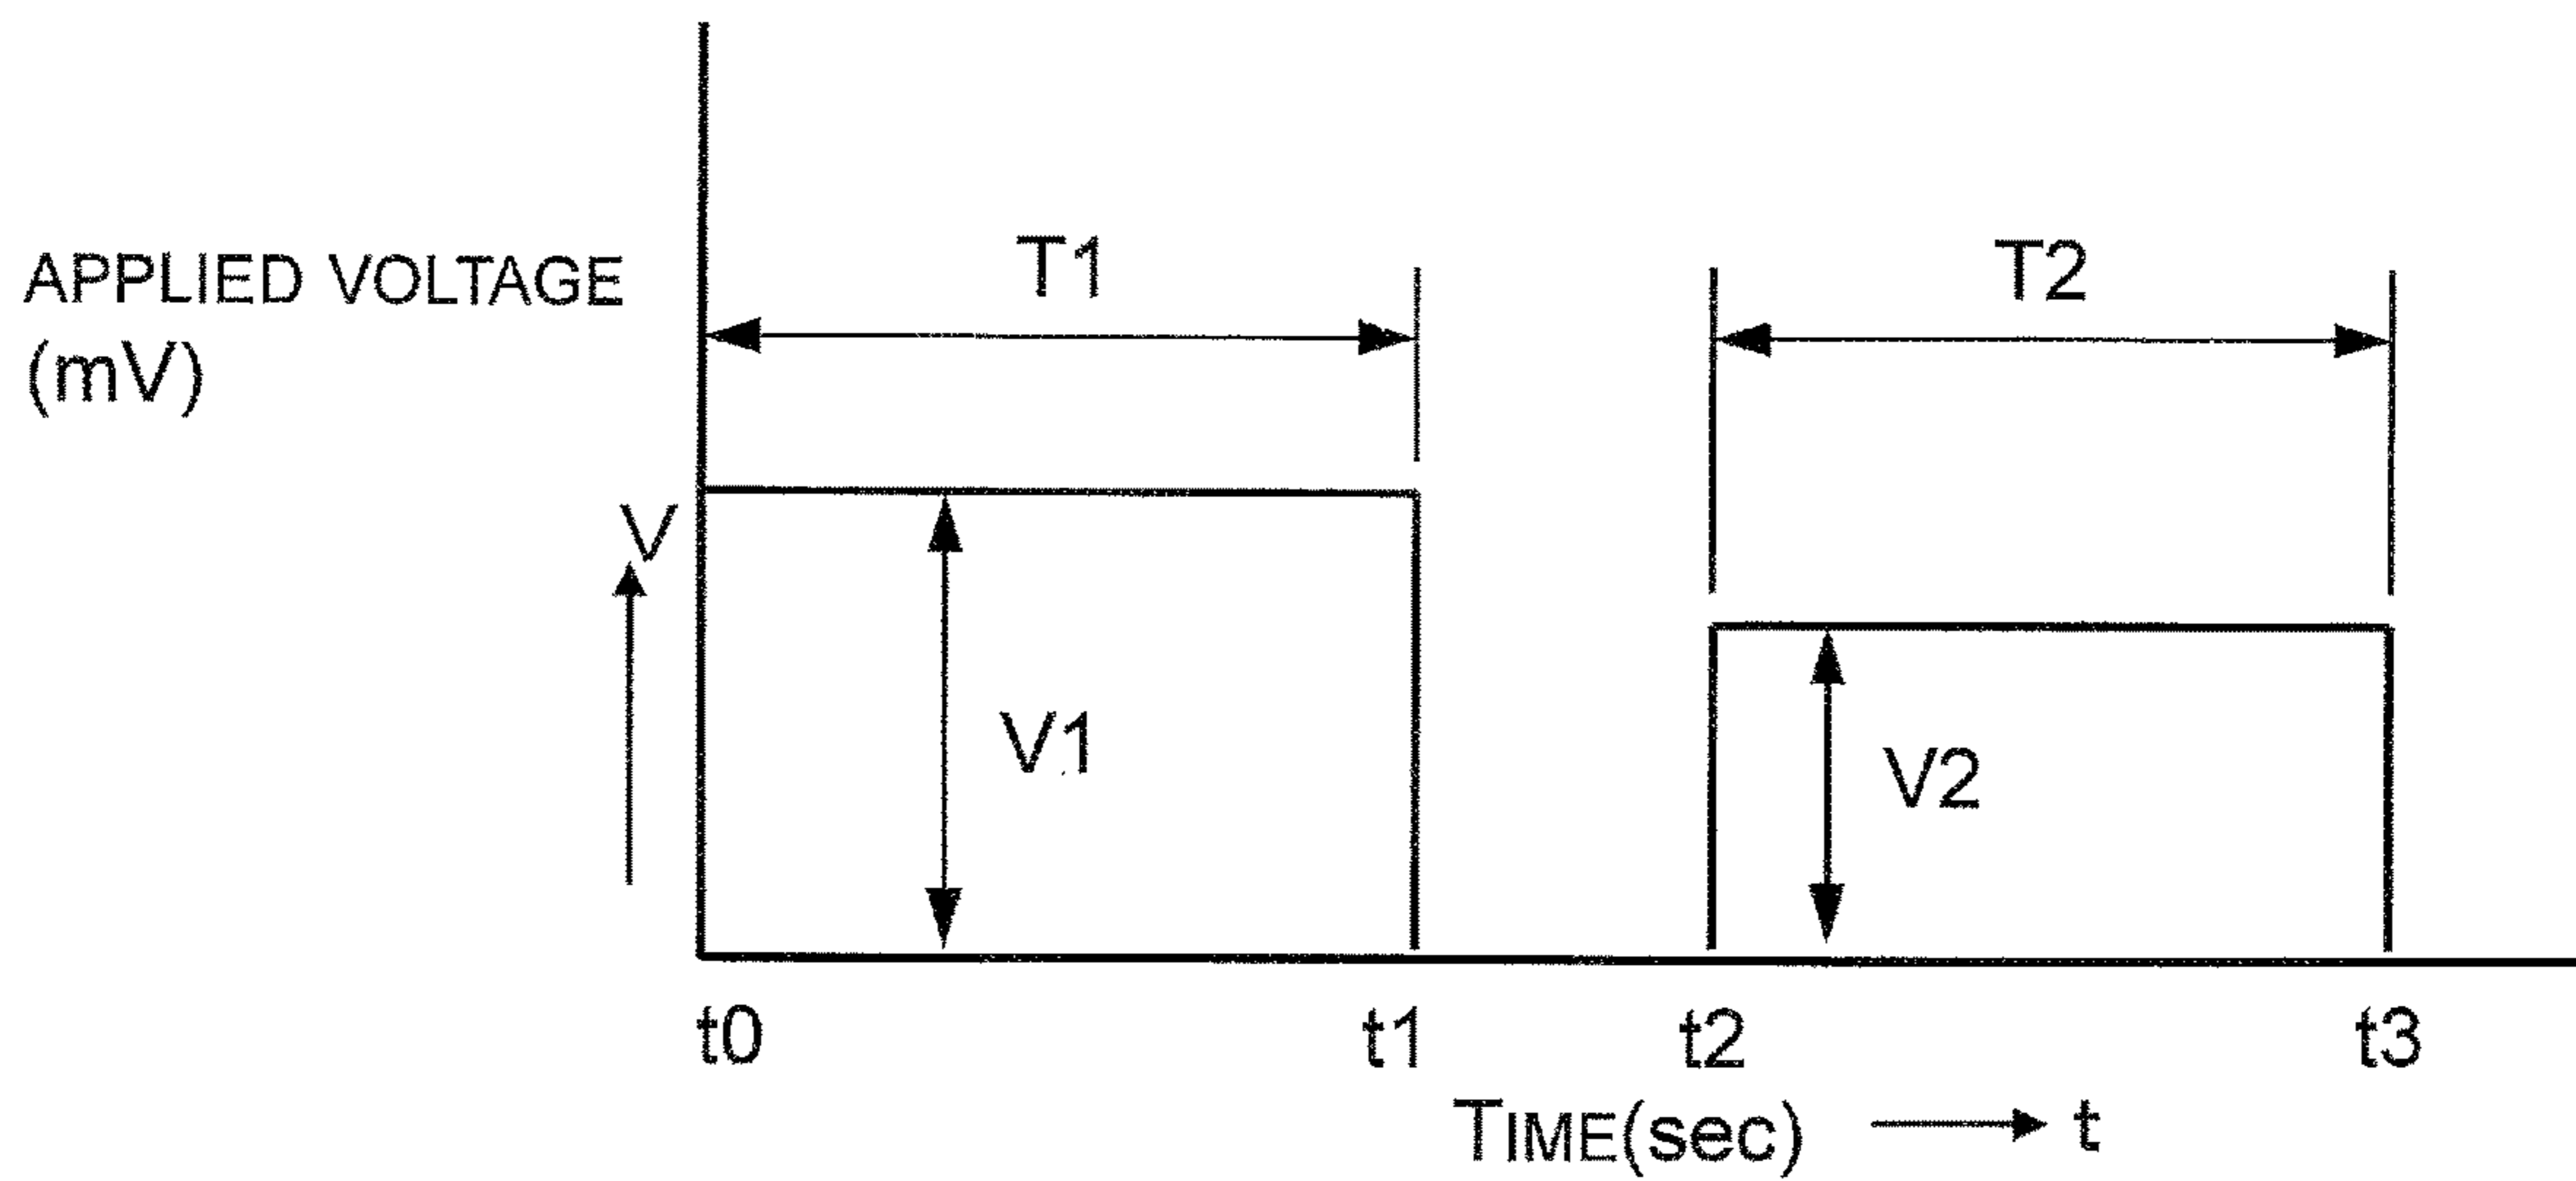 T1
T2
APPLIED VOLTAGE
(mV)
V
V1
V2
t0
t1
t2
t3
TIME(sec)
t